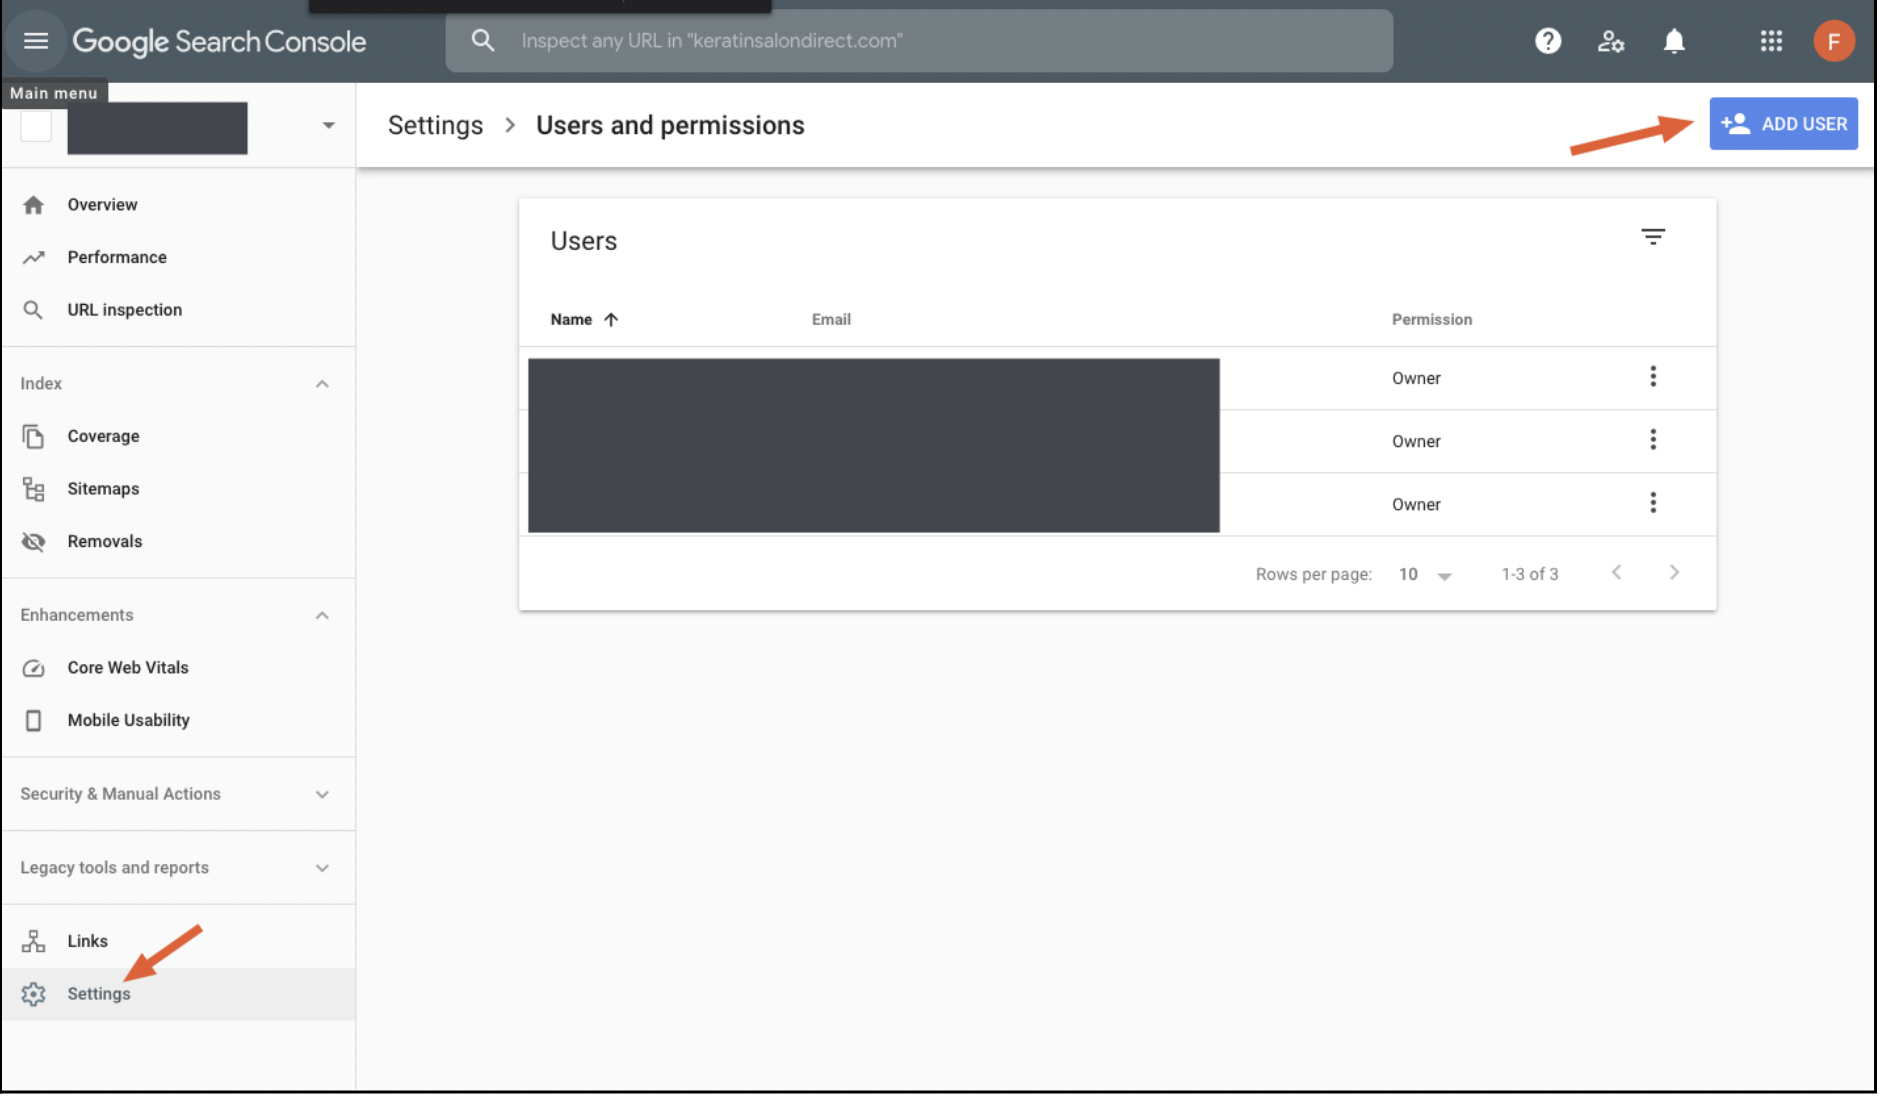 Google Search Console
Inspect any URL in "keratinsalondirect.com"
F
Main menu
Settings > Users and permissions
ADD USER
Overview
Performance
URL inspection
Index
Coverage
Sitemaps
Removals
Enhancements
Core Web Vitals
Mobile Usability
Security & Manual Actions
Legacy tools and reports
Links
Settings
Users
Name Email Permission
Owner
Owner
Owner
Rows per page: 10 1-3 of 3